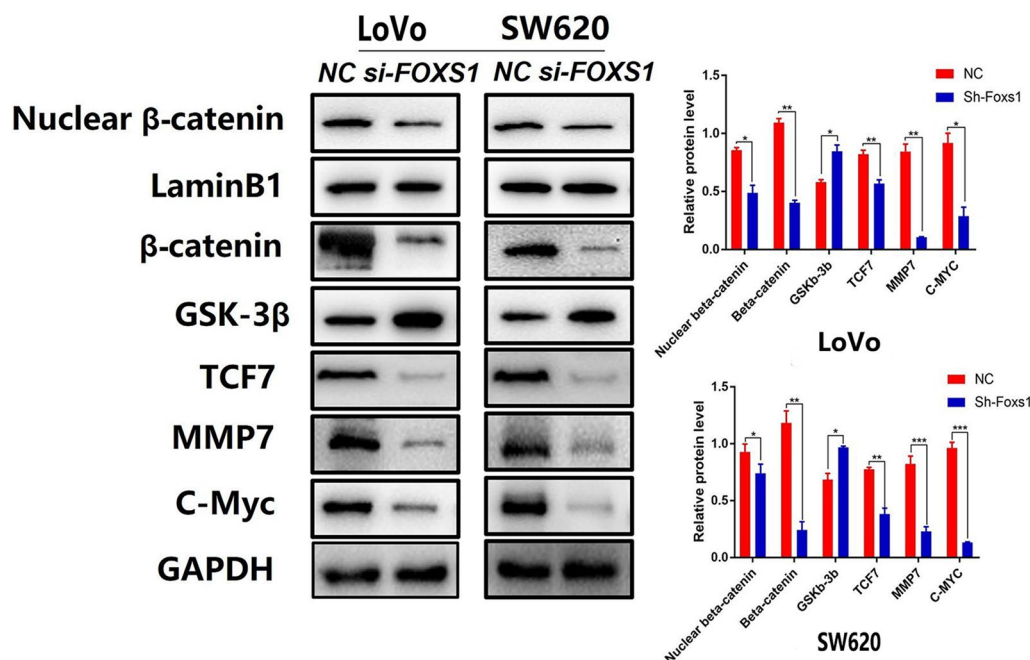 LoVo SW620
NC si-FOXS1 NC si-FOXS1
Nuclear β-catenin
LaminB1
β-catenin
GSK-3β
TCF7
MMP7
C-Myc
GAPDH
NC
Sh-Foxs1
Relative protein level
1.5
1.0
0.5
0.0
* ** * ** ** *
Nuclear beta-catenin
Beta-catenin
GSKb-3b
TCF7
MMP7
C-MYC
LoVo
NC
Sh-Foxs1
Relative protein level
1.5
1.0
0.5
0.0
* ** * ** *** ***
Nuclear beta-catenin
Beta-catenin
GSKb-3b
TCF7
MMP7
C-MYC
SW620